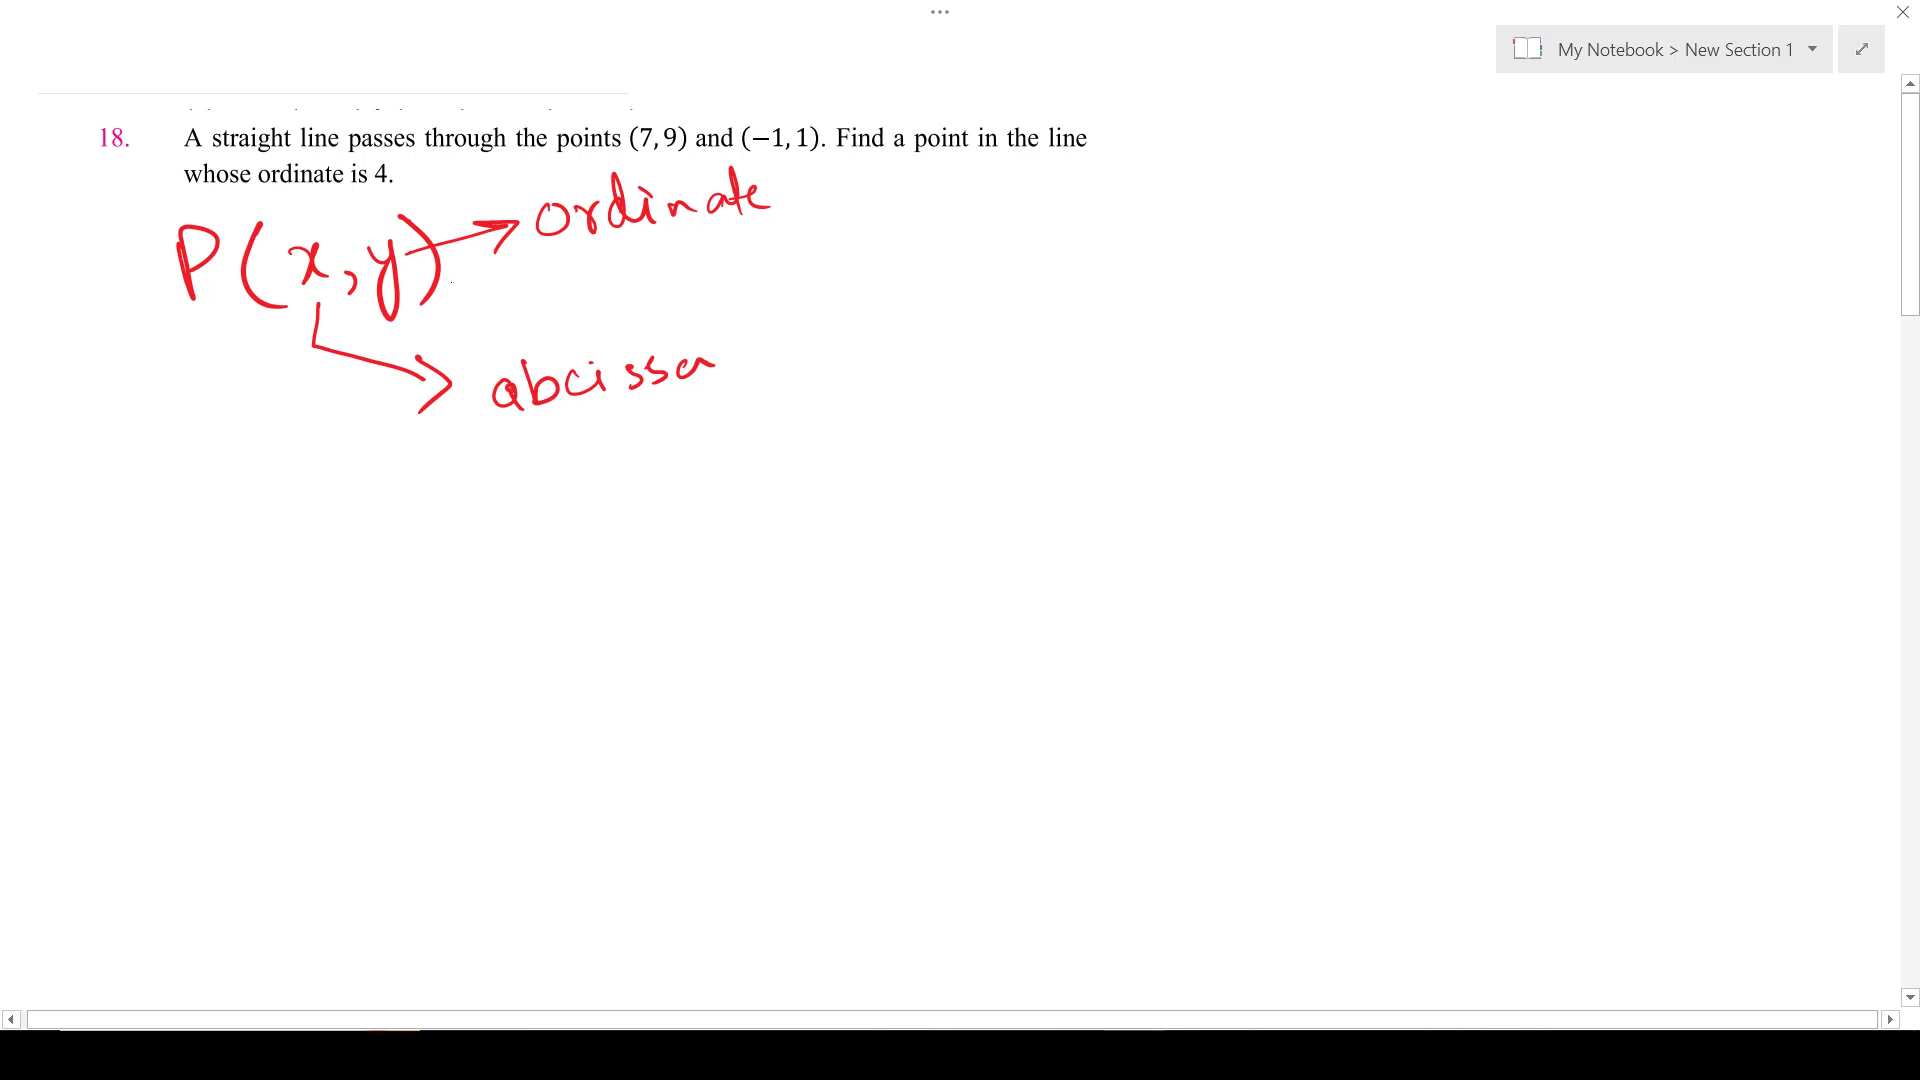 My Notebook > New Section 1
18. A straight line passes through the points (7, 9) and (−1, 1). Find a point in the line
whose ordinate is 4.
ordinate
P(x, y)
abcissa